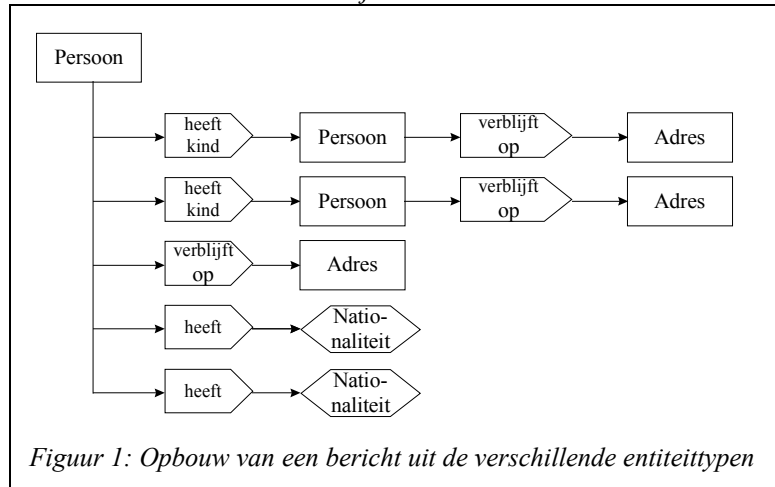 Persoon
heeft
kind
Persoon
verblijft
op
Adres
heeft
kind
Persoon
verblijft
op
Adres
verblijft
op
Adres
heeft
Natio-
naliteit
heeft
Natio-
naliteit
Figuur 1: Opbouw van een bericht uit de verschillende entiteittypen